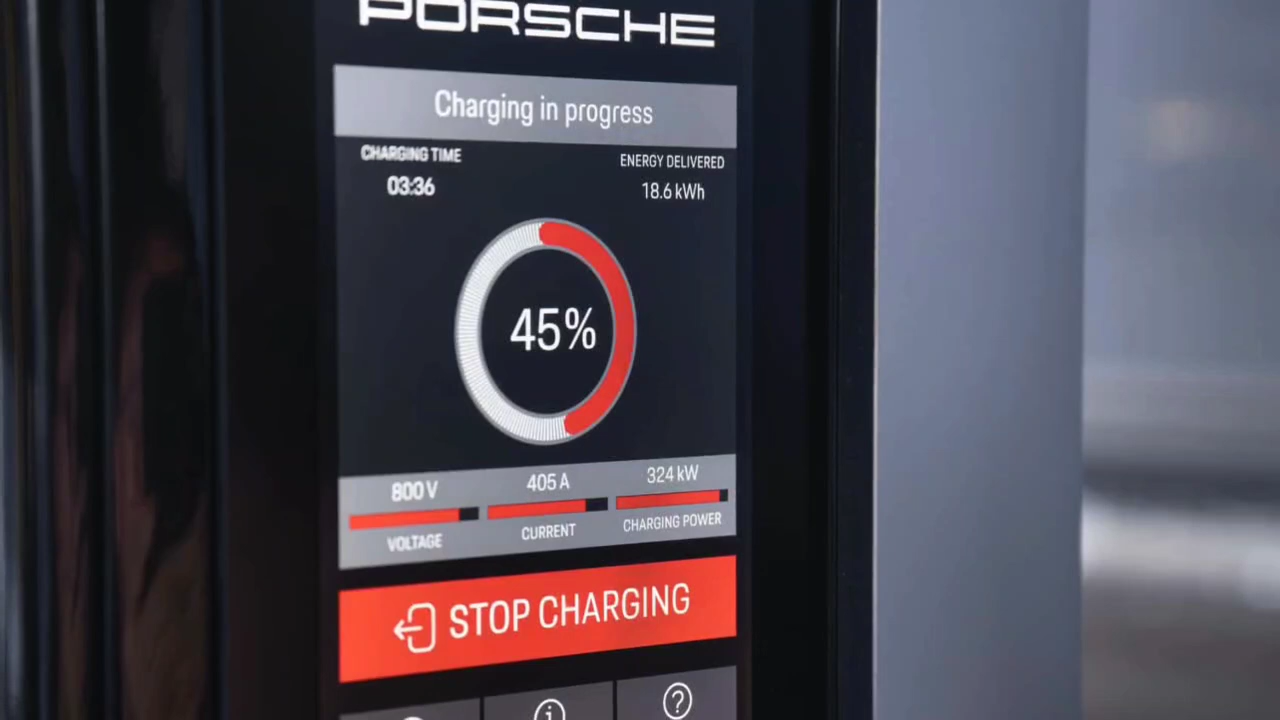 PORSCHE
Charging in progress
CHARGING TIME
03:36
ENERGY DELIVERED
18.6 kWh
45%
800 V
VOLTAGE
405 A
CURRENT
324 kW
CHARGING POWER
STOP CHARGING
i
?